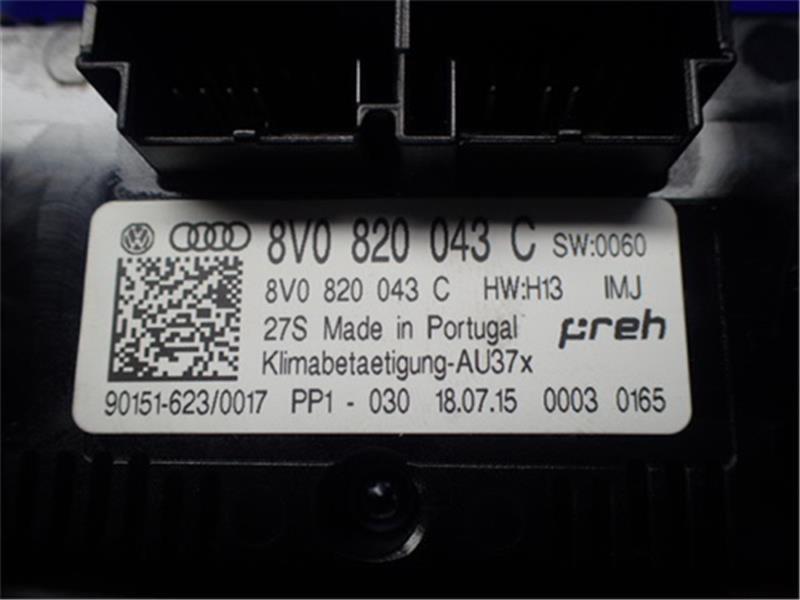 8V0 820 043 C SW:0060
8V0 820 043 C HW:H13 IMJ
27S Made in Portugal preh
Klimabetaetigung-AU37x
90151-623/0017 PP1 - 030 18.07.15 0003 0165